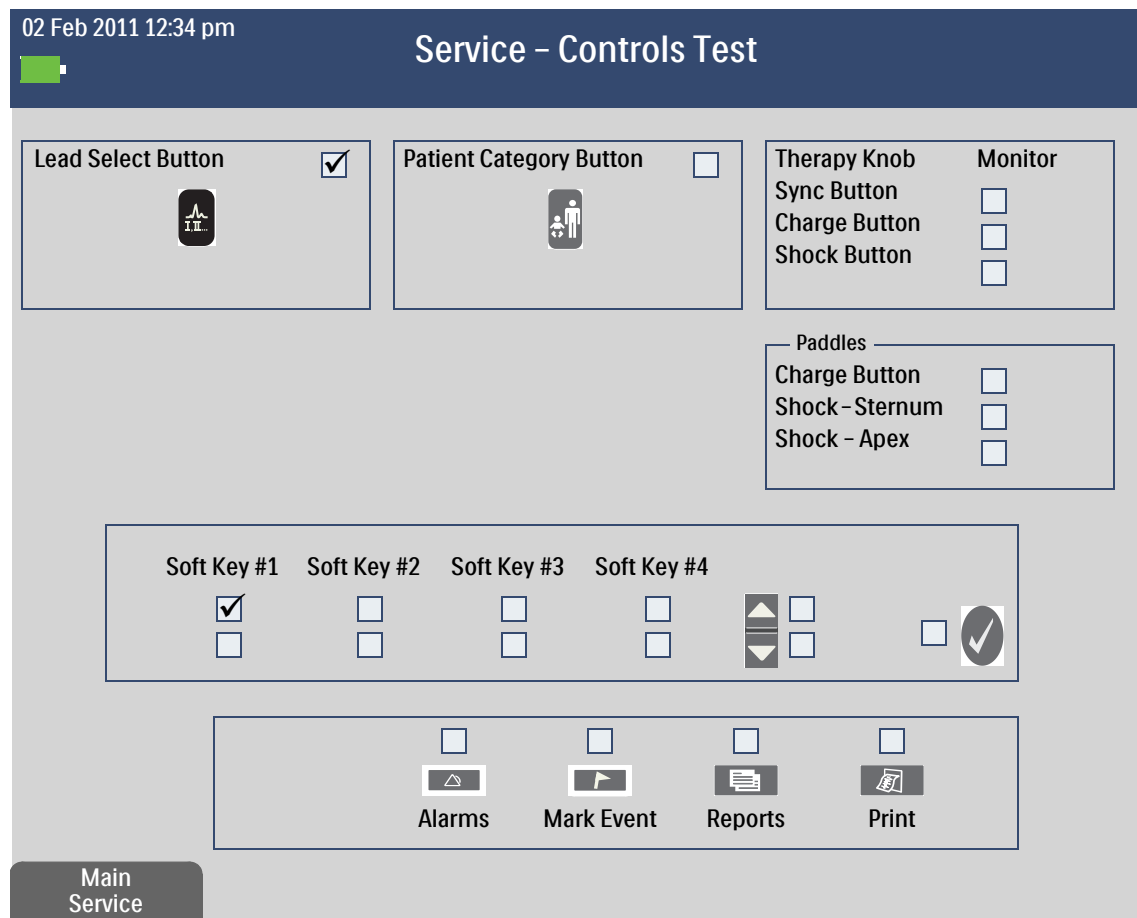 02 Feb 2011 12:34 pm
Service – Controls Test
Lead Select Button
I,II...
Patient Category Button
Therapy Knob Monitor
Sync Button
Charge Button
Shock Button
Paddles
Charge Button
Shock – Sternum
Shock – Apex
Soft Key #1 Soft Key #2 Soft Key #3 Soft Key #4
Alarms Mark Event Reports Print
Main
Service